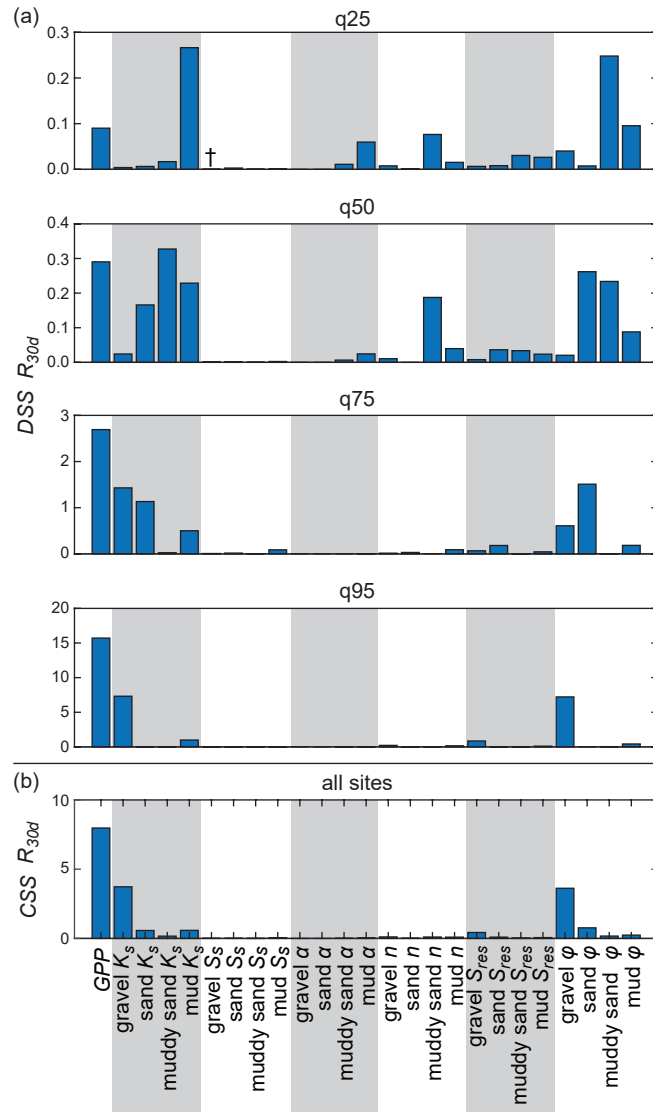 (a)
q25
0.3
0.2
0.1
0.0
†
q50
0.4
0.3
0.2
0.1
0.0
DSS R30d
q75
3
2
1
0
q95
20
15
10
5
0
(b)
all sites
10
5
0
CSS R30d
GPP
gravel Ks
sand Ks
muddy sand Ks
mud Ks
gravel Ss
sand Ss
muddy sand Ss
mud Ss
gravel α
sand α
muddy sand α
mud α
gravel n
sand n
muddy sand n
mud n
gravel Sres
sand Sres
muddy sand Sres
mud Sres
gravel φ
sand φ
muddy sand φ
mud φ